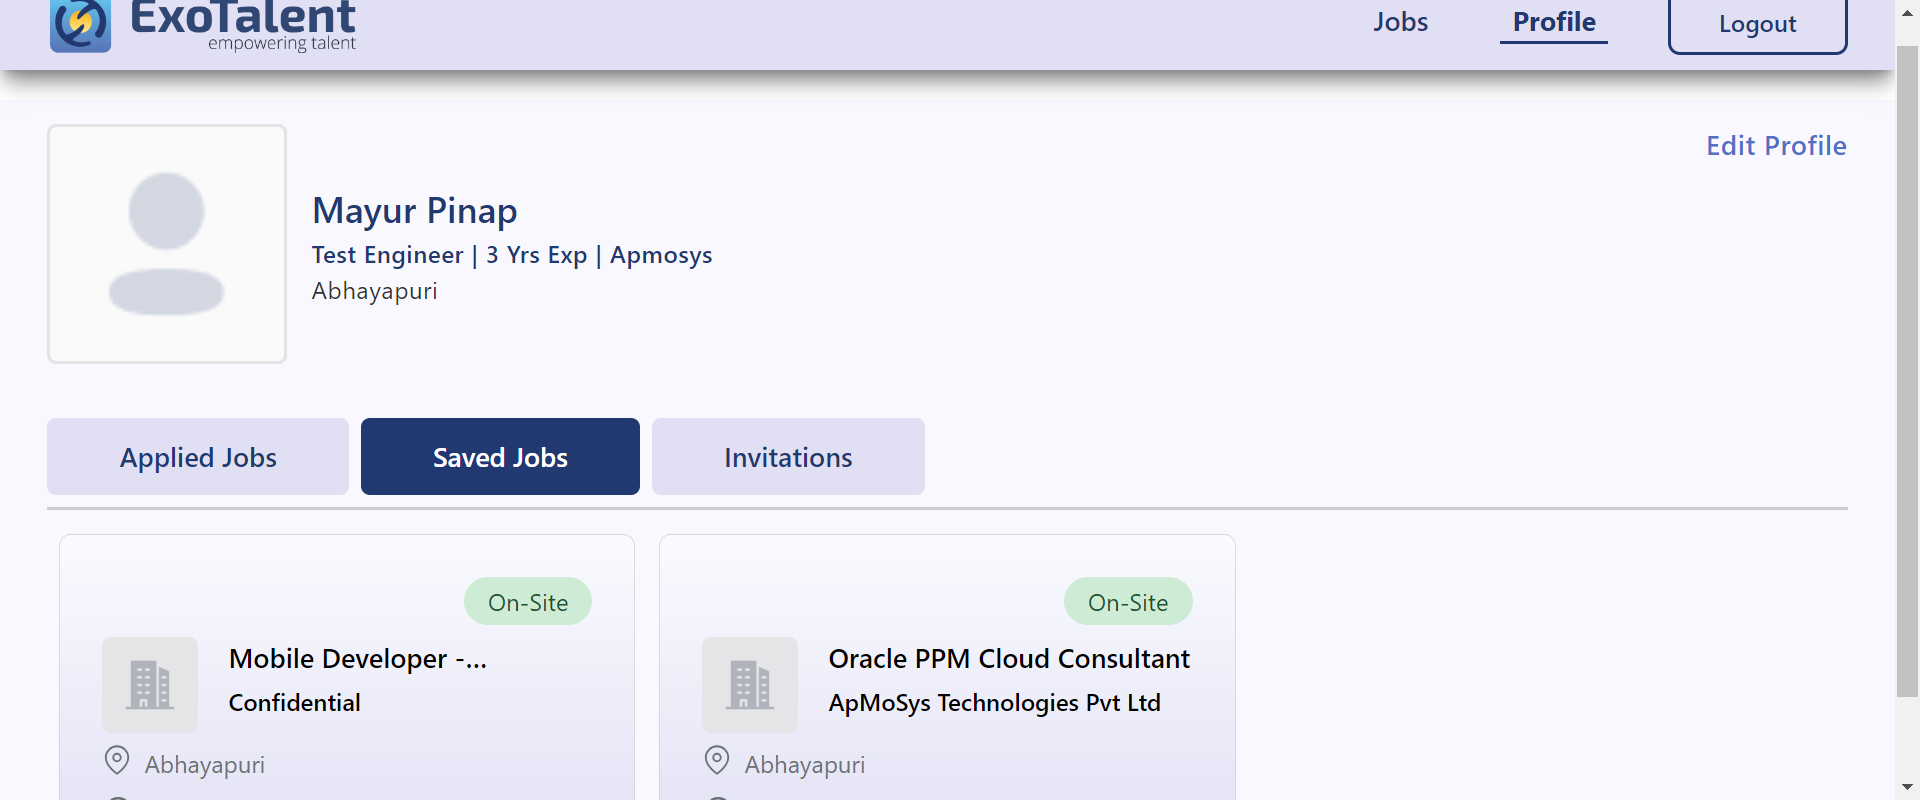 ExoTalent
empowering talent
Jobs
Profile
Logout
Edit Profile
Mayur Pinap
Test Engineer | 3 Yrs Exp | Apmosys
Abhayapuri
Applied Jobs
Saved Jobs
Invitations
On-Site
Mobile Developer -...
Confidential
Abhayapuri
On-Site
Oracle PPM Cloud Consultant
ApMoSys Technologies Pvt Ltd
Abhayapuri